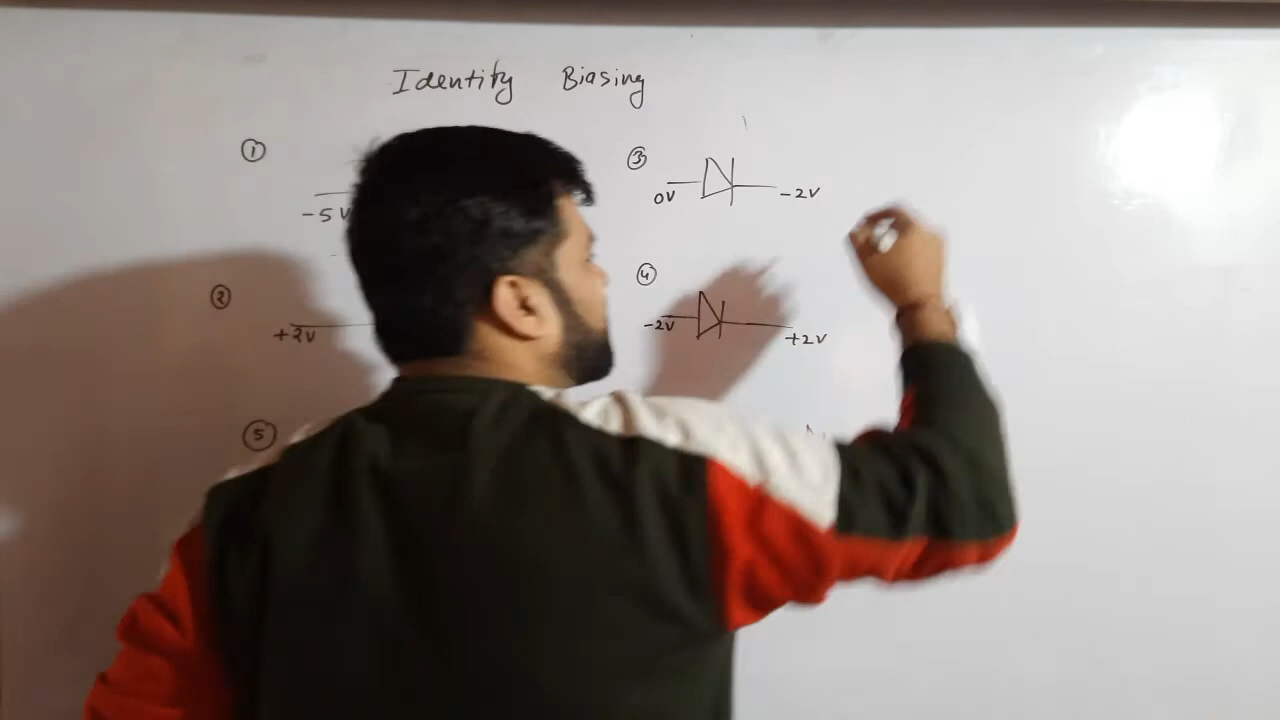 Identify Biasing
①
-5V
②
+2V
③
0V -2V
④
-2V +2V
⑤